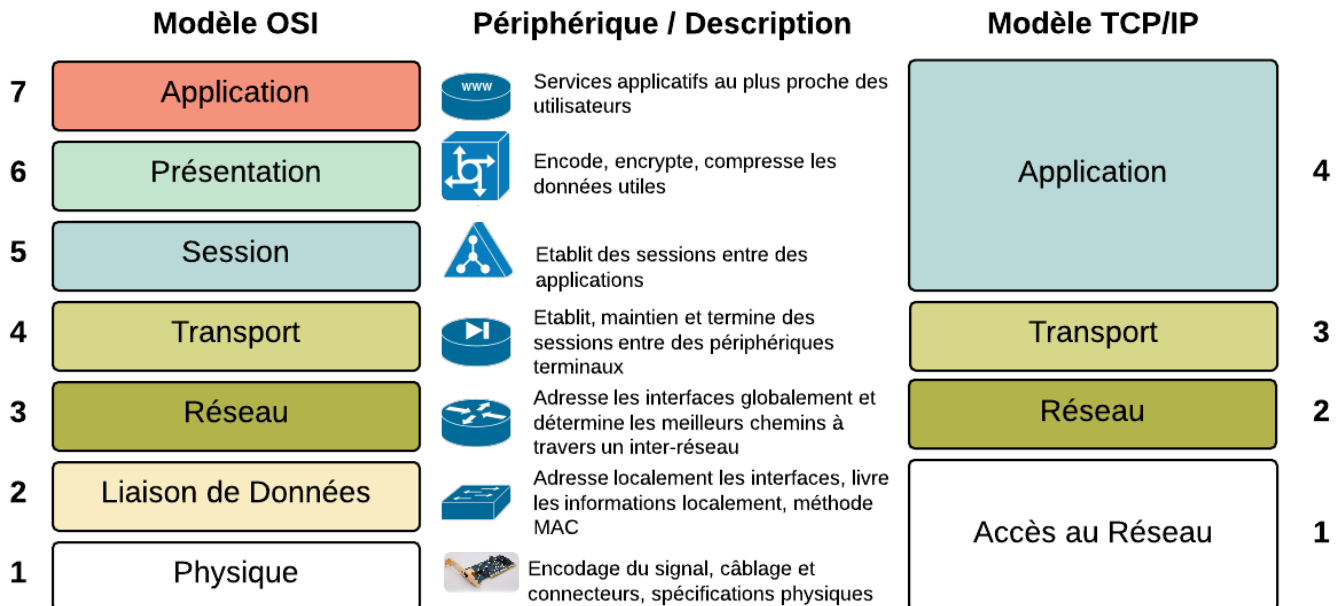 Modèle OSI
Périphérique / Description
Modèle TCP/IP
7
Application
www
Services applicatifs au plus proche des
utilisateurs
6
Présentation
Encode, encrypte, compresse les
données utiles
Application
4
5
Session
Etablit des sessions entre des
applications
4
Transport
Etablit, maintien et termine des
sessions entre des périphériques
terminaux
Transport
3
3
Réseau
Adresse les interfaces globalement et
détermine les meilleurs chemins à
travers un inter-réseau
Réseau
2
2
Liaison de Données
Adresse localement les interfaces, livre
les informations localement, méthode
MAC
Accès au Réseau
1
1
Physique
Encodage du signal, câblage et
connecteurs, spécifications physiques